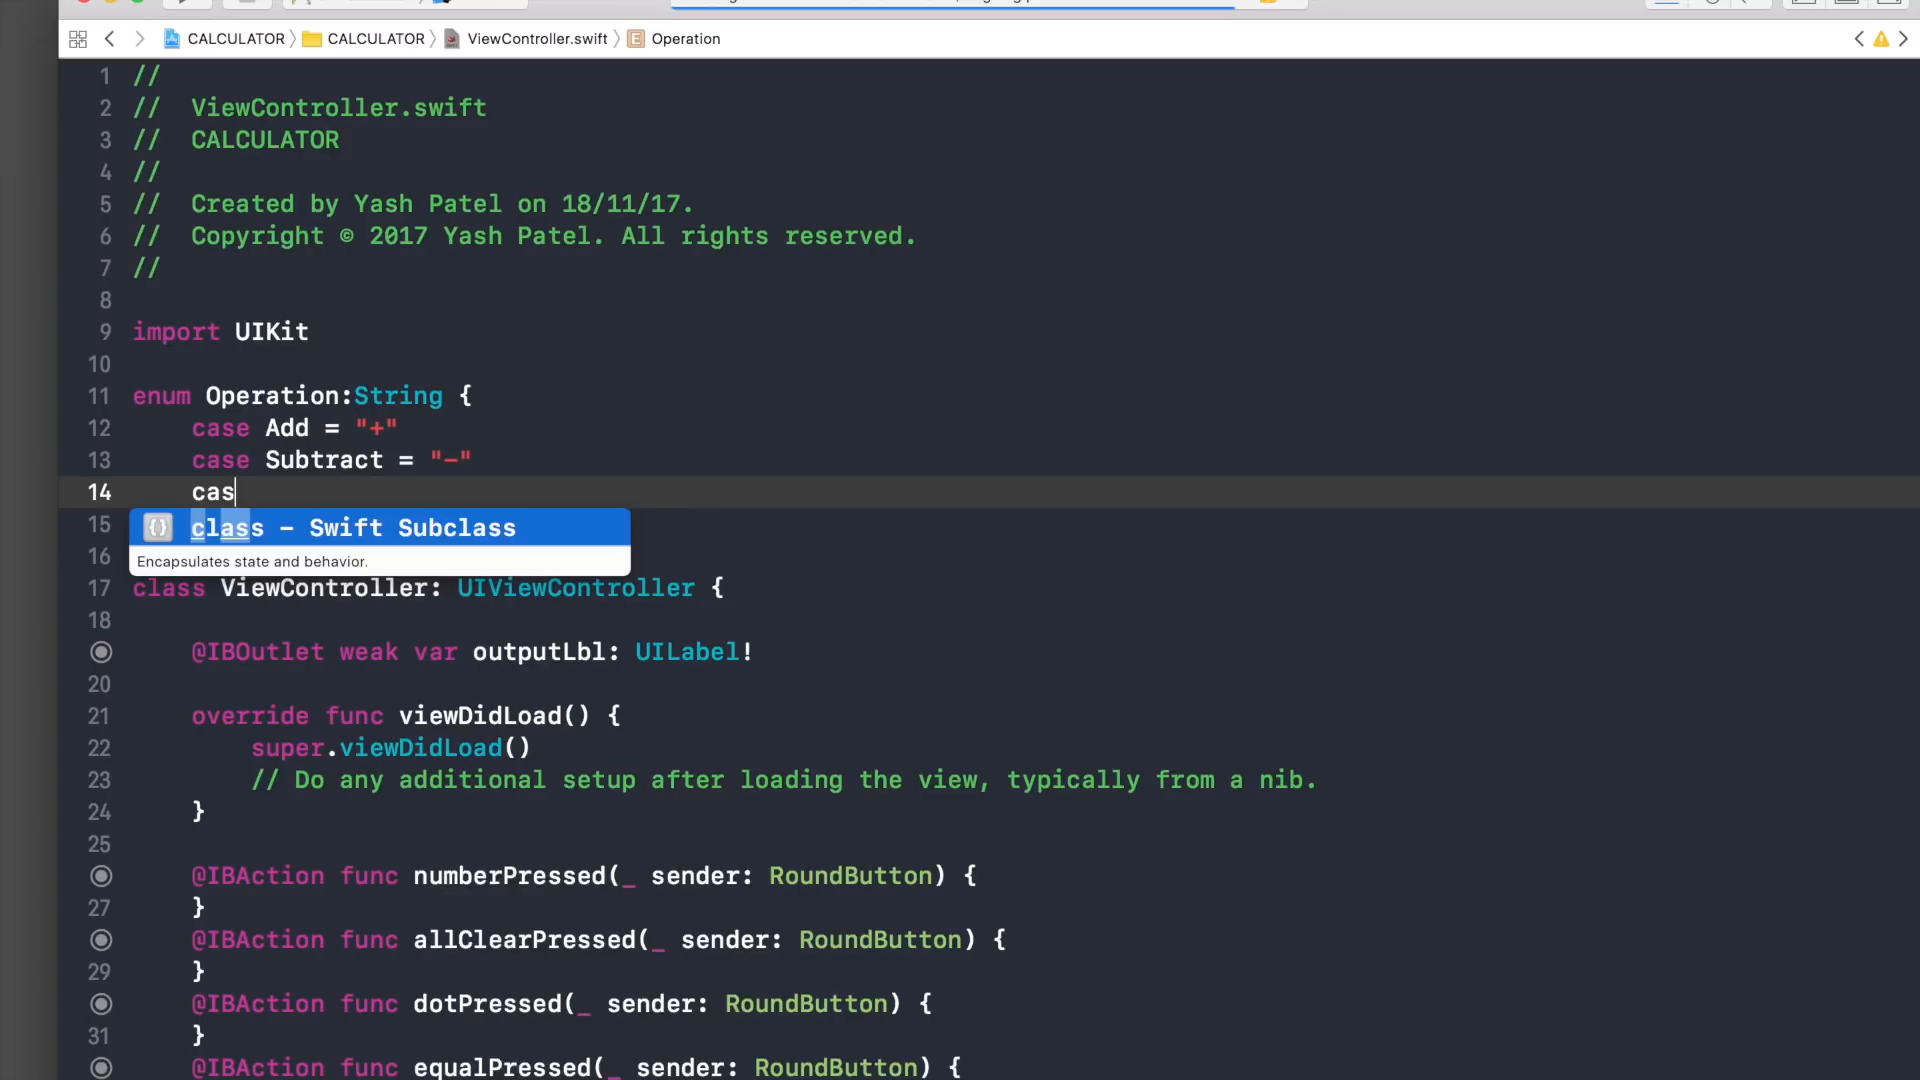 CALCULATOR 〉 CALCULATOR 〉 ViewController.swift 〉 E Operation
1 //
2 //  ViewController.swift
3 //  CALCULATOR
4 //
5 //  Created by Yash Patel on 18/11/17.
6 //  Copyright © 2017 Yash Patel. All rights reserved.
7 //
8
9 import UIKit
10
11 enum Operation:String {
12     case Add = "+"
13     case Subtract = "-"
14     cas
15 {} class – Swift Subclass
16 Encapsulates state and behavior.
17 class ViewController: UIViewController {
18
@IBOutlet weak var outputLbl: UILabel!
20
21     override func viewDidLoad() {
22         super.viewDidLoad()
23         // Do any additional setup after loading the view, typically from a nib.
24     }
25
@IBAction func numberPressed(_ sender: RoundButton) {
27     }
@IBAction func allClearPressed(_ sender: RoundButton) {
29     }
@IBAction func dotPressed(_ sender: RoundButton) {
31     }
@IBAction func equalPressed(_ sender: RoundButton) {